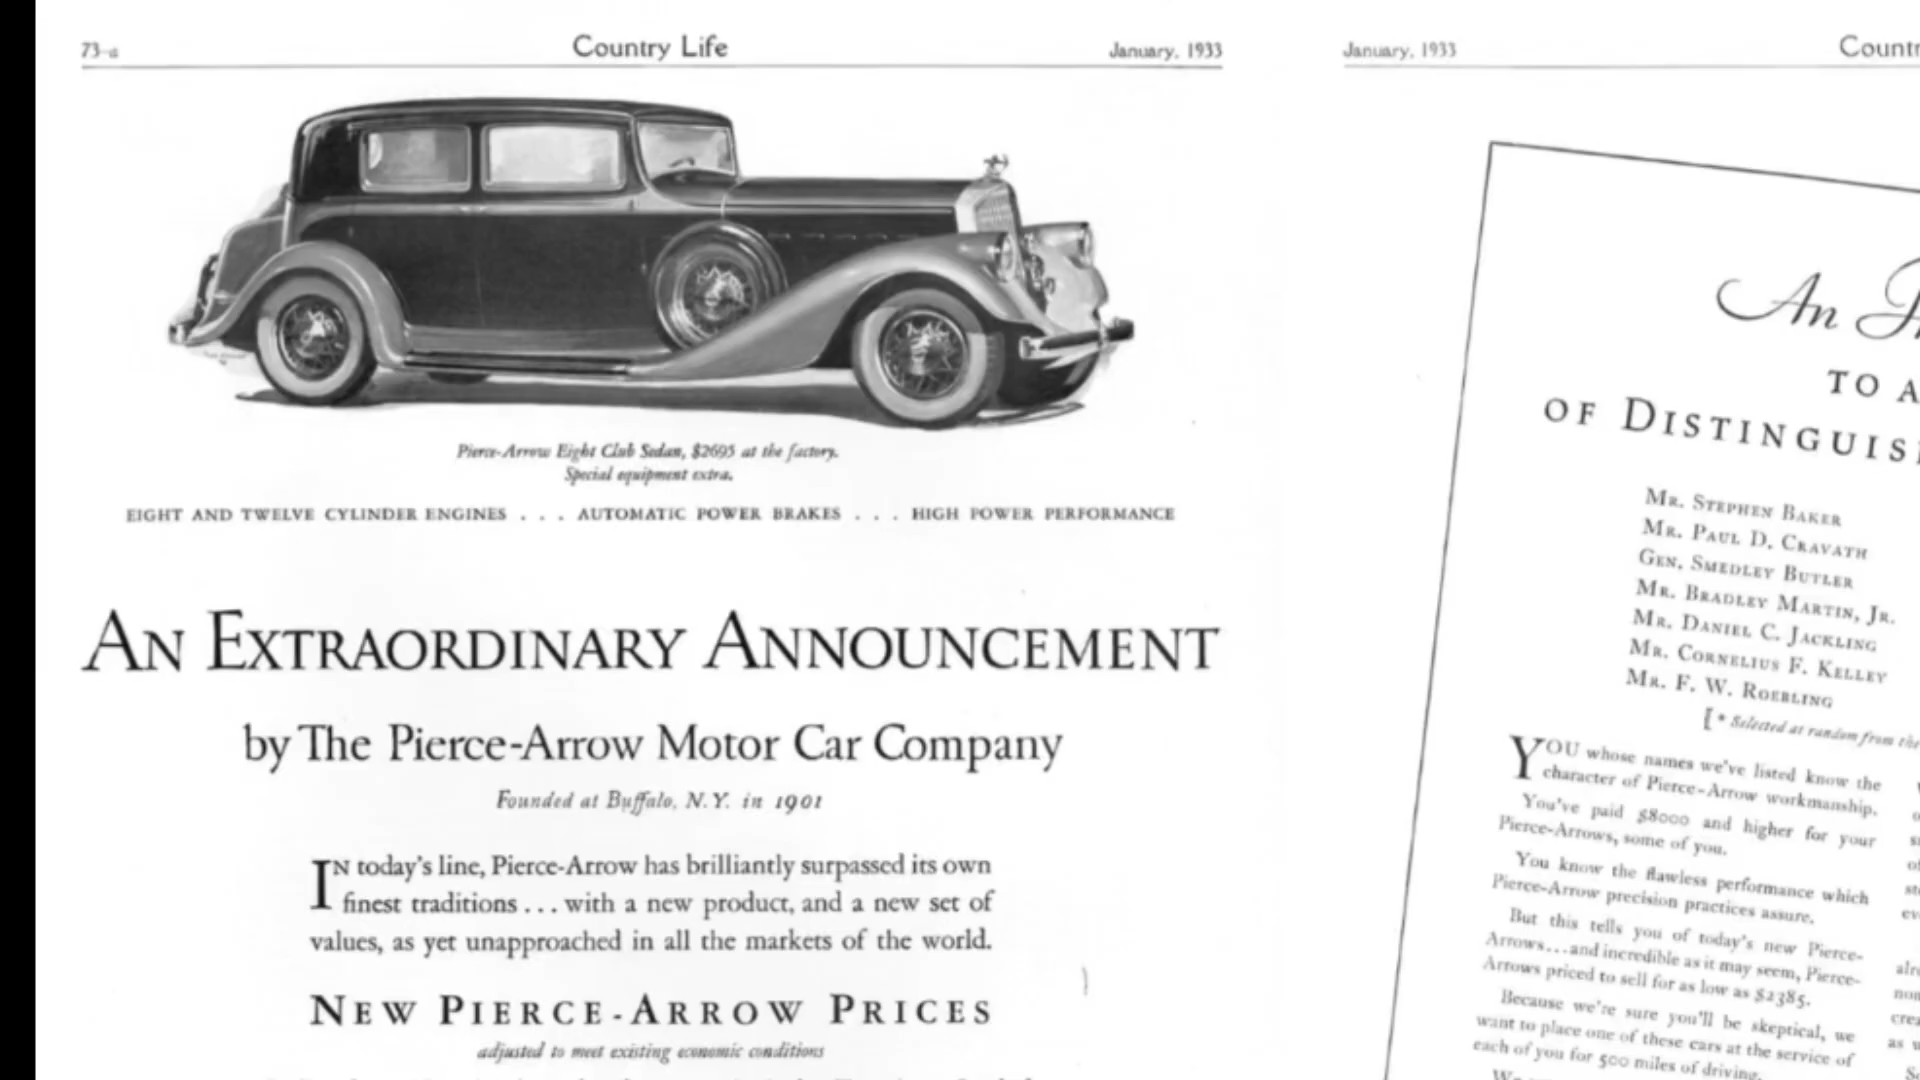 73-a
Country Life
January, 1933
Pierce-Arrow Eight Club Sedan, $2695 at the factory.
Special equipment extra.
EIGHT AND TWELVE CYLINDER ENGINES . . . AUTOMATIC POWER BRAKES . . . HIGH POWER PERFORMANCE
AN EXTRAORDINARY ANNOUNCEMENT
by The Pierce-Arrow Motor Car Company
Founded at Buffalo, N.Y. in 1901
IN today's line, Pierce-Arrow has brilliantly surpassed its own
finest traditions ... with a new product, and a new set of
values, as yet unapproached in all the markets of the world.
NEW PIERCE-ARROW PRICES
adjusted to meet existing economic conditions
January, 1933
Countr
An
TO A
OF DISTINGUIS
MR. STEPHEN BAKER
MR. PAUL D. CRAVATH
GEN. SMEDLEY BUTLER
MR. BRADLEY MARTIN, JR.
MR. DANIEL C. JACKLING
MR. CORNELIUS F. KELLEY
MR. F. W. ROEBLING
[* Selected at random from the
YOU whose names we've listed know the
character of Pierce-Arrow workmanship.
You've paid $8000 and higher for your
Pierce-Arrows, some of you.
You know the flawless performance which
Pierce-Arrow precision practices assure.
But this tells you of today's new Pierce-
Arrows...and incredible as it may seem, Pierce-
Arrows priced to sell for as low as $2385.
Because we're sure you'll be skeptical, we
want to place one of these cars at the service of
each of you for 500 miles of driving.